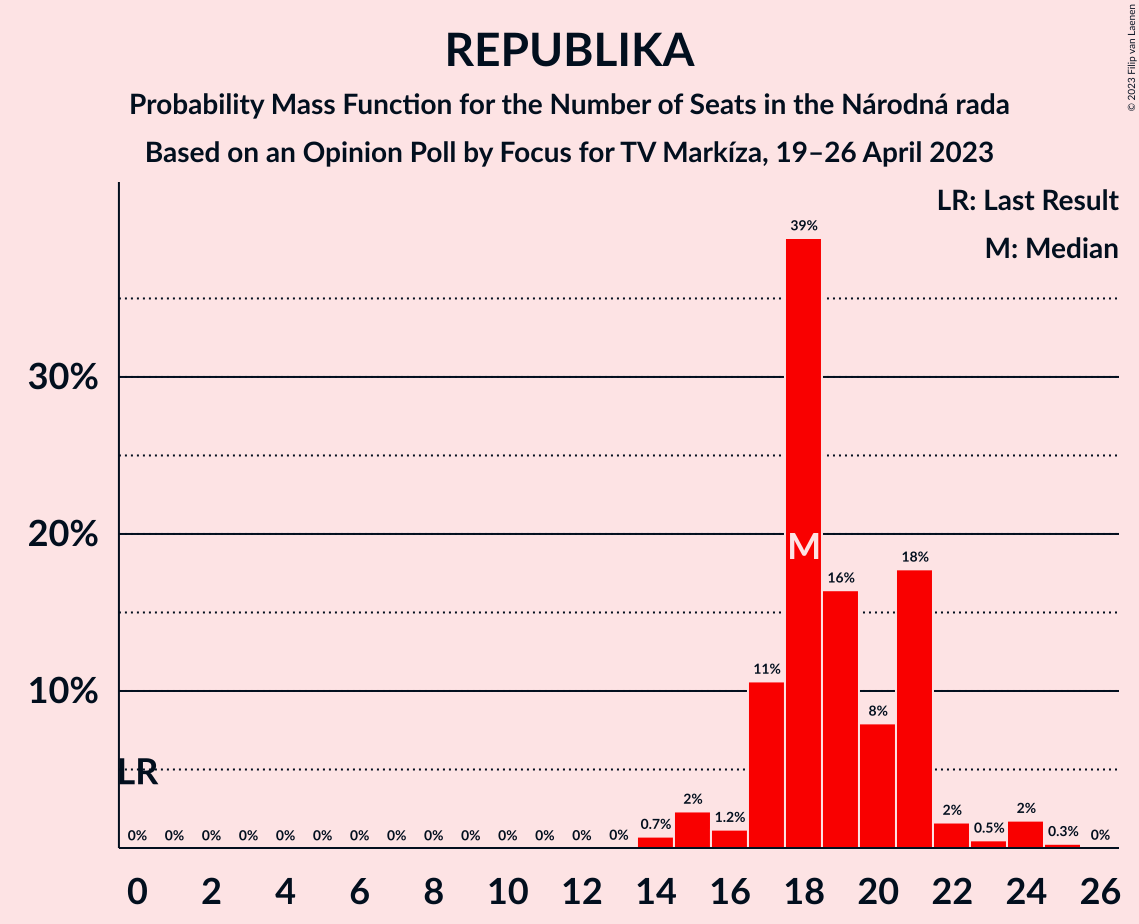 REPUBLIKA
Probability Mass Function for the Number of Seats in the Národná rada
Based on an Opinion Poll by Focus for TV Markíza, 19–26 April 2023
© 2023 Filip van Laenen
LR: Last Result
M: Median
39%
30%
20%
M
18%
16%
11%
10%
8%
LR
0% 0% 0% 0% 0% 0% 0% 0% 0% 0% 0% 0% 0% 0% 0.7% 2% 1.2% 2% 0.5% 2% 0.3% 0%
0 2 4 6 8 10 12 14 16 18 20 22 24 26